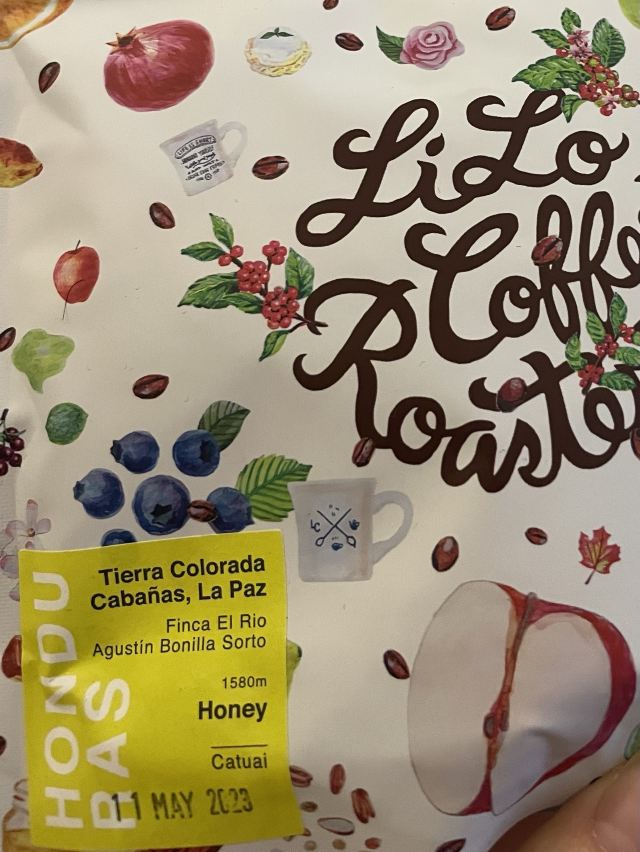 LiLo
Coffee
Roaste
HONDU
RAS
Tierra Colorada
Cabañas, La Paz
Finca El Rio
Agustín Bonilla Sorto
1580m
Honey
Catuai
11 MAY 2023